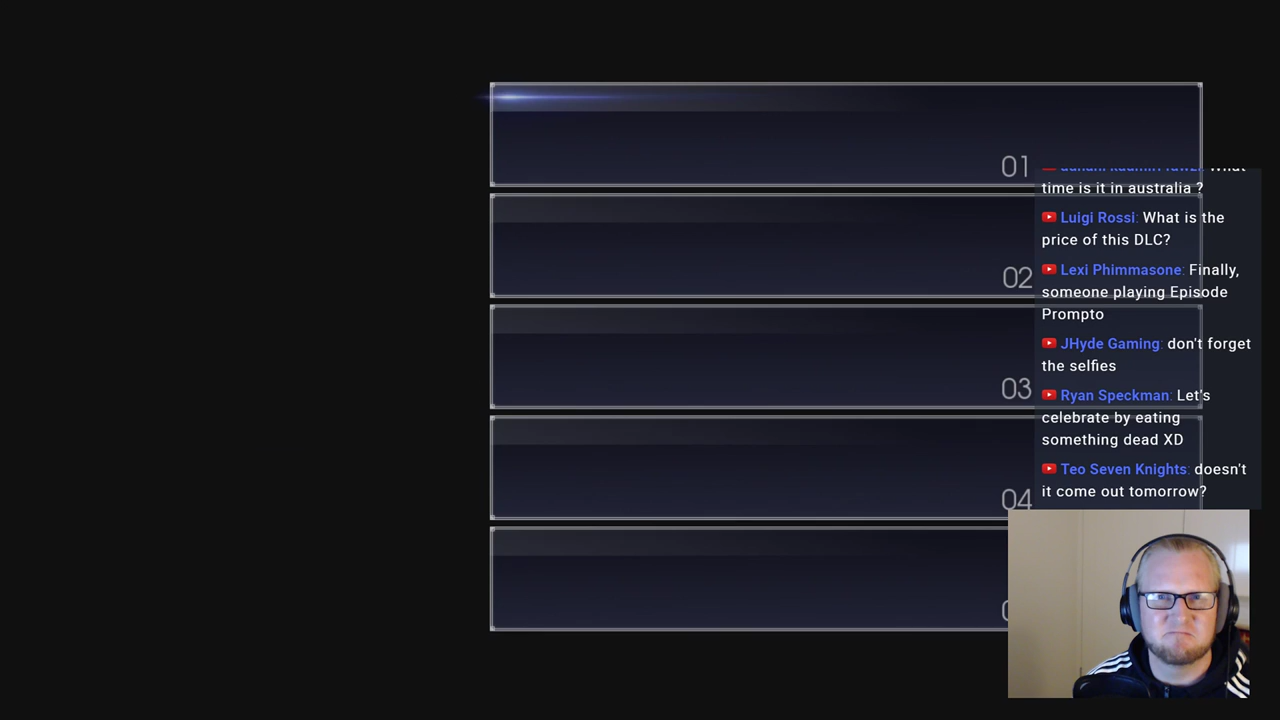 01
What
time is it in australia ?
Luigi Rossi: What is the
price of this DLC?
02
Lexi Phimmasone: Finally,
someone playing Episode
Prompto
JHyde Gaming: don't forget
the selfies
03
Ryan Speckman: Let's
celebrate by eating
something dead XD
Teo Seven Knights: doesn't
it come out tomorrow?
04